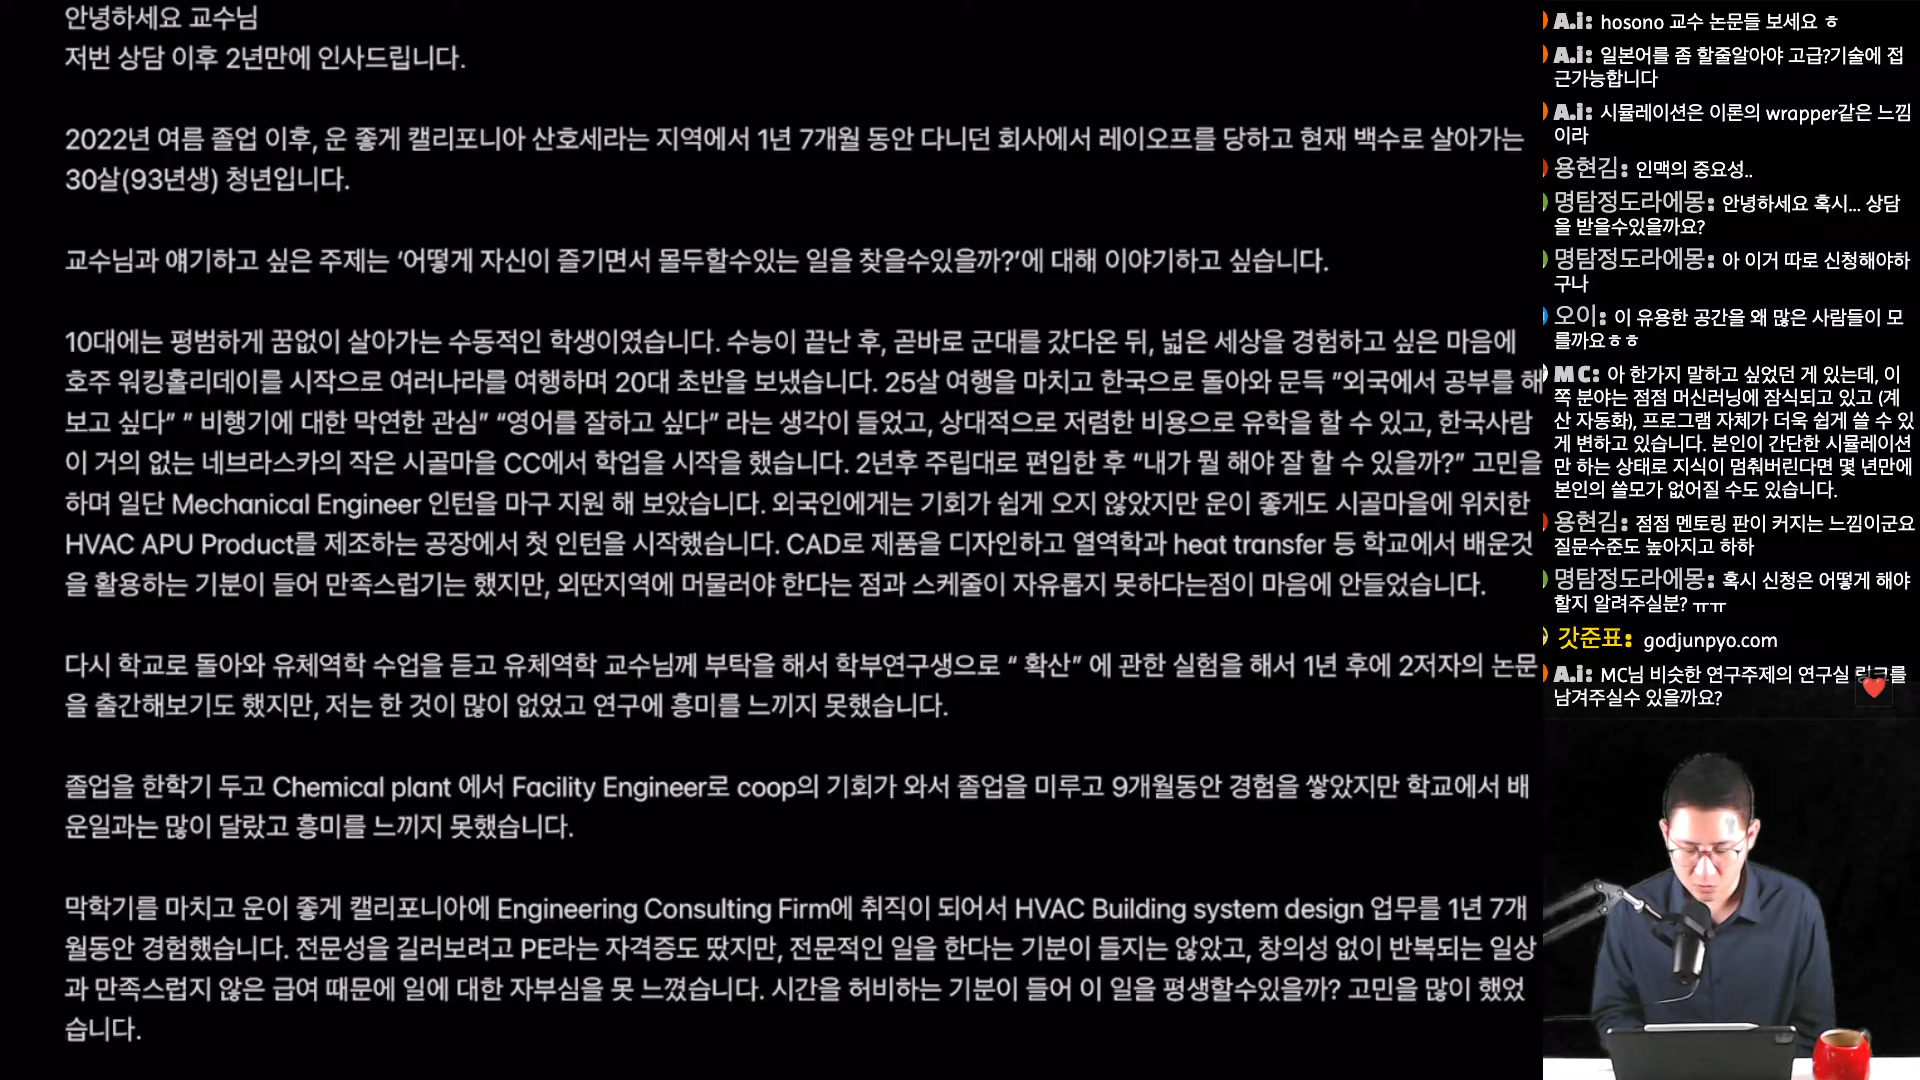 안녕하세요 교수님
저번 상담 이후 2년만에 인사드립니다.
2022년 여름 졸업 이후, 운 좋게 캘리포니아 산호세라는 지역에서 1년 7개월 동안 다니던 회사에서 레이오프를 당하고 현재 백수로 살아가는
30살(93년생) 청년입니다.
교수님과 얘기하고 싶은 주제는 ‘어떻게 자신이 즐기면서 몰두할수있는 일을 찾을수있을까?’에 대해 이야기하고 싶습니다.
10대에는 평범하게 꿈없이 살아가는 수동적인 학생이였습니다. 수능이 끝난 후, 곧바로 군대를 갔다온 뒤, 넓은 세상을 경험하고 싶은 마음에
호주 워킹홀리데이를 시작으로 여러나라를 여행하며 20대 초반을 보냈습니다. 25살 여행을 마치고 한국으로 돌아와 문득 ”외국에서 공부를 해
보고 싶다” ” 비행기에 대한 막연한 관심” “영어를 잘하고 싶다” 라는 생각이 들었고, 상대적으로 저렴한 비용으로 유학을 할 수 있고, 한국사람
이 거의 없는 네브라스카의 작은 시골마을 CC에서 학업을 시작을 했습니다. 2년후 주립대로 편입한 후 “내가 뭘 해야 잘 할 수 있을까?” 고민을
하며 일단 Mechanical Engineer 인턴을 마구 지원 해 보았습니다. 외국인에게는 기회가 쉽게 오지 않았지만 운이 좋게도 시골마을에 위치한
HVAC APU Product를 제조하는 공장에서 첫 인턴을 시작했습니다. CAD로 제품을 디자인하고 열역학과 heat transfer 등 학교에서 배운것
을 활용하는 기분이 들어 만족스럽기는 했지만, 외딴지역에 머물러야 한다는 점과 스케줄이 자유롭지 못하다는점이 마음에 안들었습니다.
다시 학교로 돌아와 유체역학 수업을 듣고 유체역학 교수님께 부탁을 해서 학부연구생으로 “ 확산” 에 관한 실험을 해서 1년 후에 2저자의 논문
을 출간해보기도 했지만, 저는 한 것이 많이 없었고 연구에 흥미를 느끼지 못했습니다.
졸업을 한학기 두고 Chemical plant 에서 Facility Engineer로 coop의 기회가 와서 졸업을 미루고 9개월동안 경험을 쌓았지만 학교에서 배
운일과는 많이 달랐고 흥미를 느끼지 못했습니다.
막학기를 마치고 운이 좋게 캘리포니아에 Engineering Consulting Firm에 취직이 되어서 HVAC Building system design 업무를 1년 7개
월동안 경험했습니다. 전문성을 길러보려고 PE라는 자격증도 땄지만, 전문적인 일을 한다는 기분이 들지는 않았고, 창의성 없이 반복되는 일상
과 만족스럽지 않은 급여 때문에 일에 대한 자부심을 못 느꼈습니다. 시간을 허비하는 기분이 들어 이 일을 평생할수있을까? 고민을 많이 했었
습니다.
A.i: hosono 교수 논문들 보세요 ㅎ
A.i: 일본어를 좀 할줄알아야 고급?기술에 접
근가능합니다
A.i: 시뮬레이션은 이론의 wrapper같은 느낌
이라
용현김: 인맥의 중요성..
명탐정도라에몽: 안녕하세요 혹시... 상담
을 받을수있을까요?
명탐정도라에몽: 아 이거 따로 신청해야하
구나
오이: 이 유용한 공간을 왜 많은 사람들이 모
를까요ㅎㅎ
M C: 아 한가지 말하고 싶었던 게 있는데, 이
쪽 분야는 점점 머신러닝에 잠식되고 있고 (계
산 자동화), 프로그램 자체가 더욱 쉽게 쓸 수 있
게 변하고 있습니다. 본인이 간단한 시뮬레이션
만 하는 상태로 지식이 멈춰버린다면 몇 년만에
본인의 쓸모가 없어질 수도 있습니다.
용현김: 점점 멘토링 판이 커지는 느낌이군요
질문수준도 높아지고 하하
명탐정도라에몽: 혹시 신청은 어떻게 해야
할지 알려주실분? ㅠㅠ
갓준표: godjunpyo.com
A.i: MC님 비슷한 연구주제의 연구실 링크를
남겨주실수 있을까요?